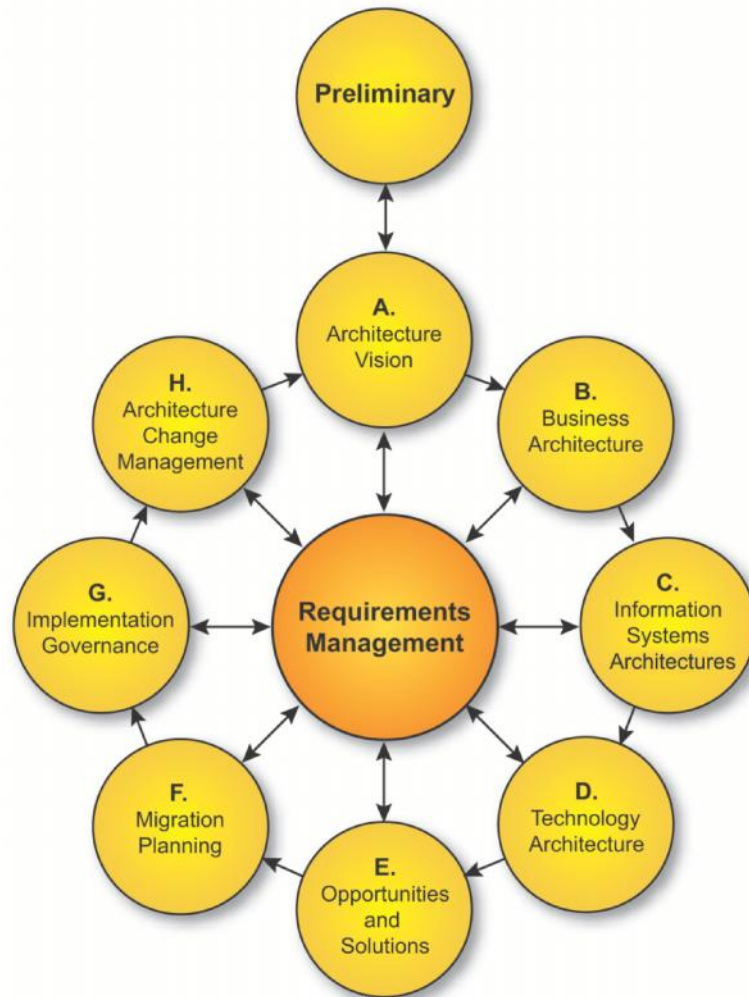 Preliminary
A.
Architecture
Vision
B.
Business
Architecture
C.
Information
Systems
Architectures
D.
Technology
Architecture
E.
Opportunities
and
Solutions
F.
Migration
Planning
G.
Implementation
Governance
H.
Architecture
Change
Management
Requirements
Management